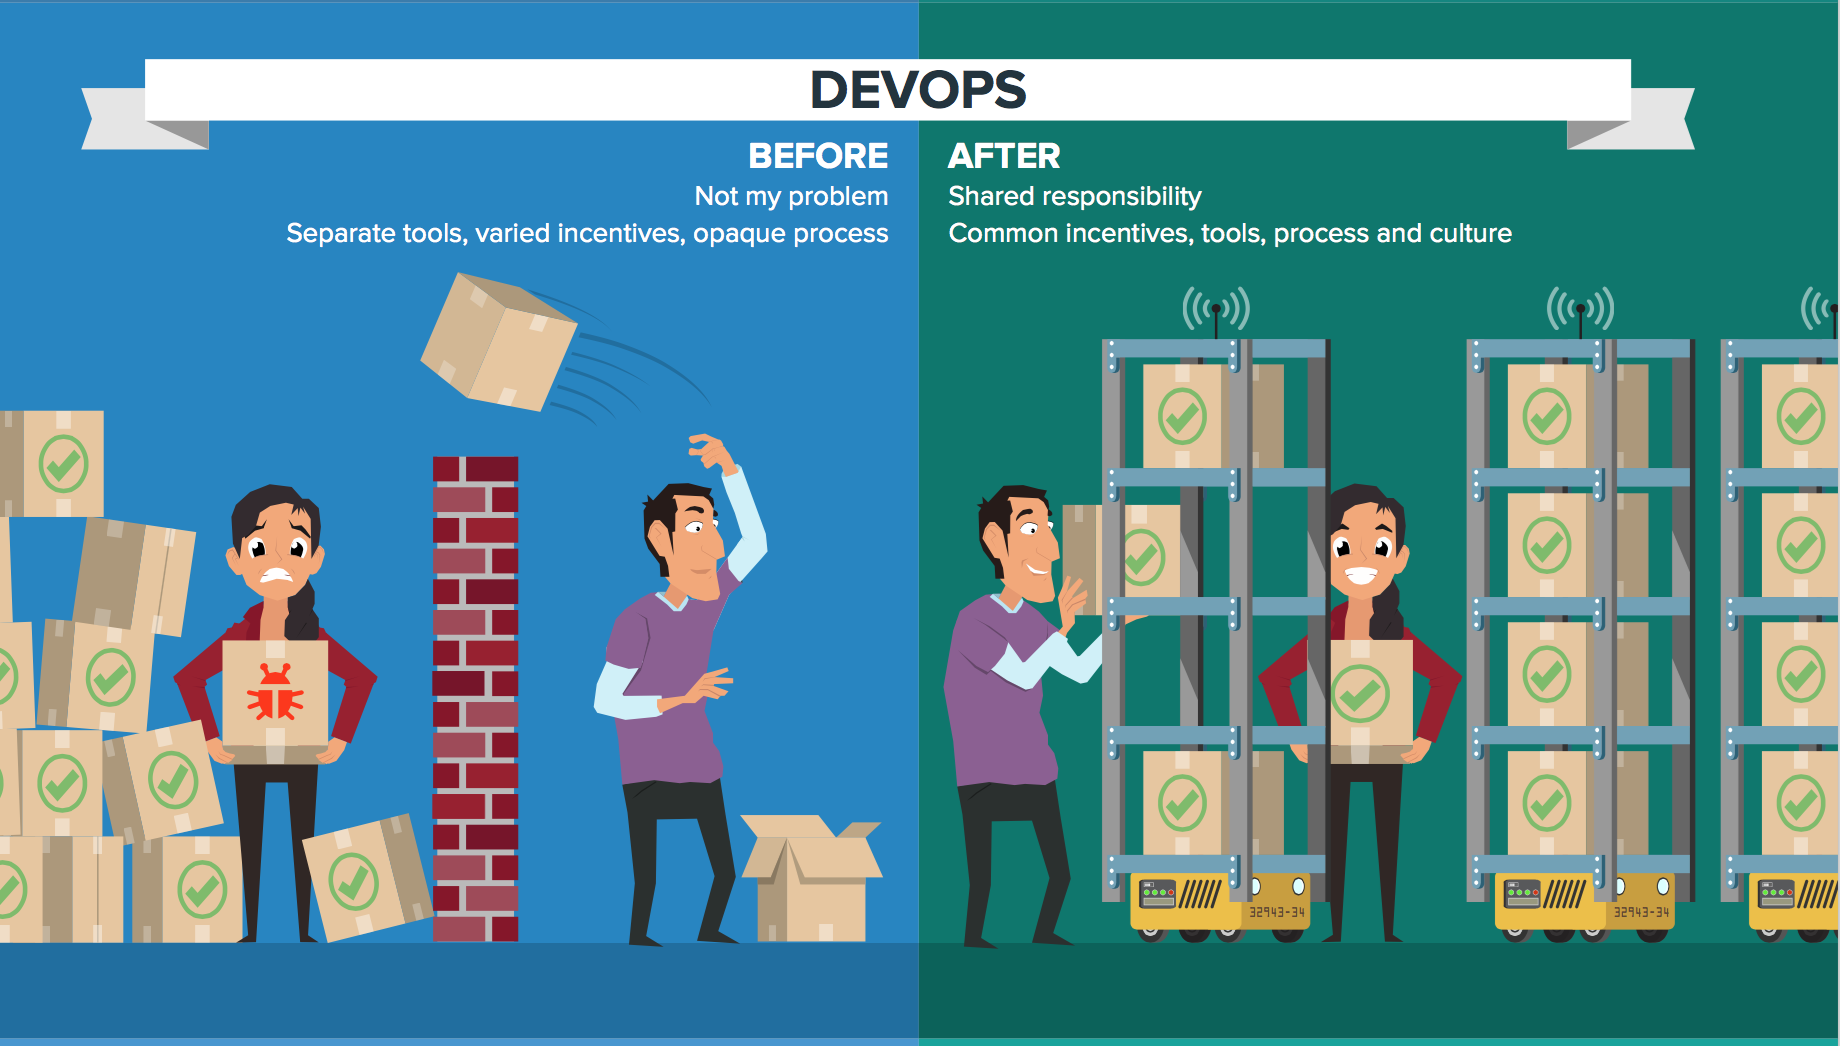 DEVOPS
BEFORE
Not my problem
Separate tools, varied incentives, opaque process
AFTER
Shared responsibility
Common incentives, tools, process and culture
32943-34
32943-34